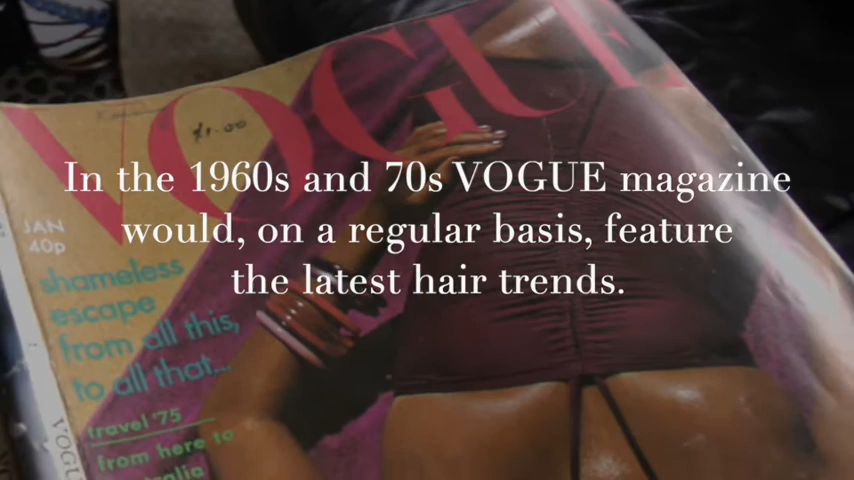 VOGUE
£1.00
In the 1960s and 70s VOGUE magazine
would, on a regular basis, feature
the latest hair trends.
JAN
40p
shameless
escape
from all this,
to all that...
travel '75
from here to
VOGU